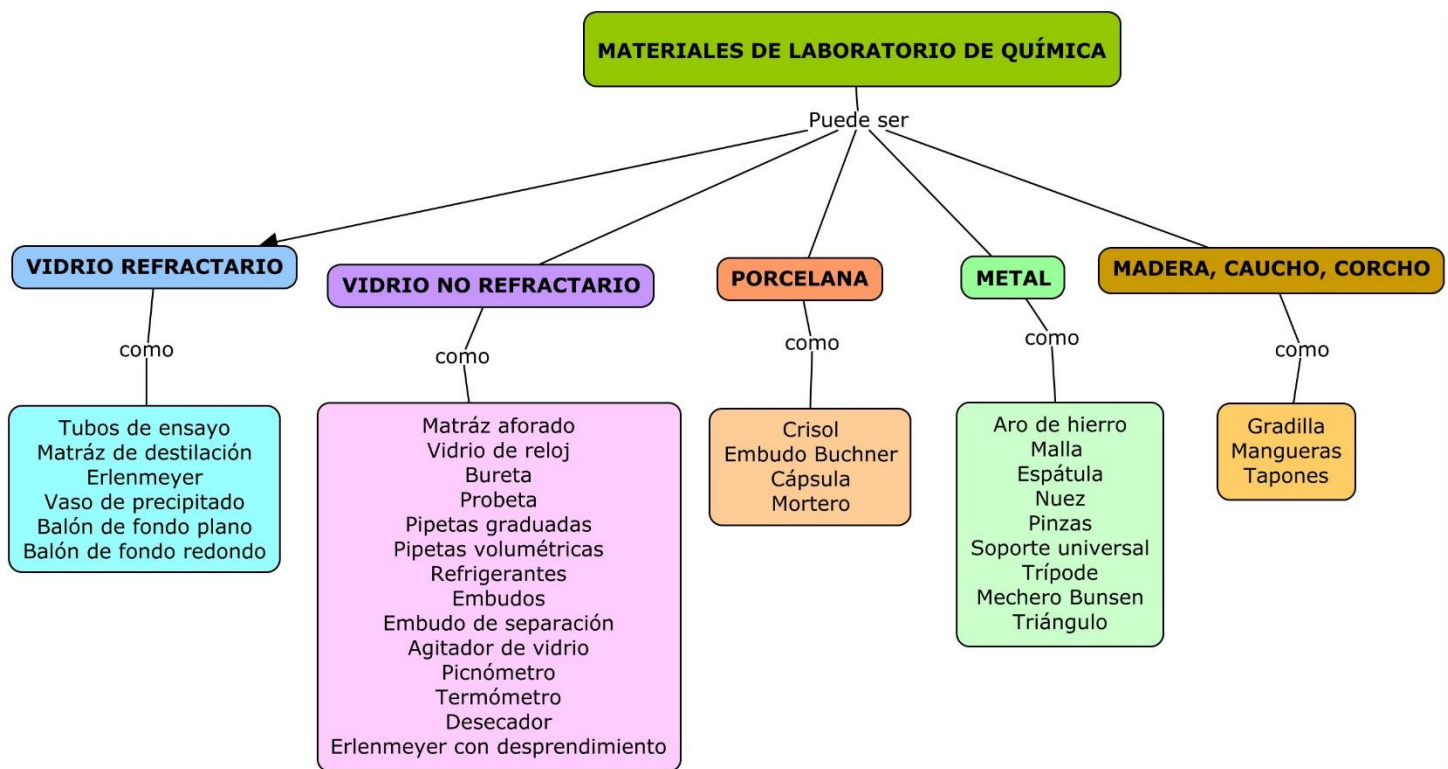 MATERIALES DE LABORATORIO DE QUÍMICA
Puede ser
VIDRIO REFRACTARIO
como
Tubos de ensayo
Matráz de destilación
Erlenmeyer
Vaso de precipitado
Balón de fondo plano
Balón de fondo redondo
VIDRIO NO REFRACTARIO
como
Matráz aforado
Vidrio de reloj
Bureta
Probeta
Pipetas graduadas
Pipetas volumétricas
Refrigerantes
Embudos
Embudo de separación
Agitador de vidrio
Picnómetro
Termómetro
Desecador
Erlenmeyer con desprendimiento
PORCELANA
como
Crisol
Embudo Buchner
Cápsula
Mortero
METAL
como
Aro de hierro
Malla
Espátula
Nuez
Pinzas
Soporte universal
Trípode
Mechero Bunsen
Triángulo
MADERA, CAUCHO, CORCHO
como
Gradilla
Mangueras
Tapones